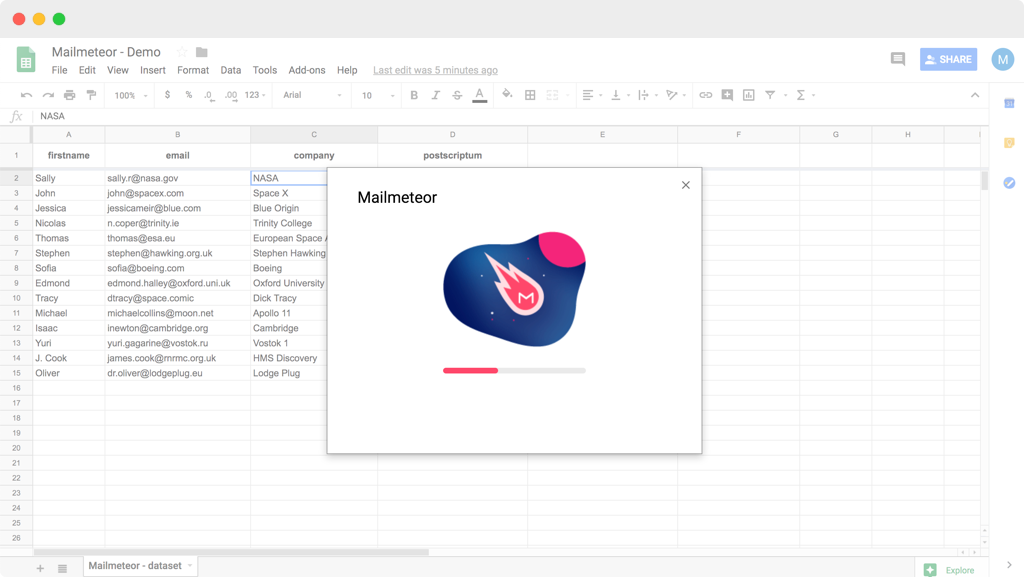 Mailmeteor - Demo
File Edit View Insert Format Data Tools Add-ons Help Last edit was 5 minutes ago
SHARE
M
100% $ % .0 .00 123 Arial 10 B I S A Σ
fx NASA
A B C D E F G H I
1 firstname email company postscriptum
2 Sally sally.r@nasa.gov NASA
3 John john@spacex.com Space X
4 Jessica jessicameir@blue.com Blue Origin
5 Nicolas n.coper@trinity.ie Trinity College
6 Thomas thomas@esa.eu European Space A
7 Stephen stephen@hawking.org.uk Stephen Hawking
8 Sofia sofia@boeing.com Boeing
9 Edmond edmond.halley@oxford.uni.uk Oxford University
10 Tracy dtracy@space.comic Dick Tracy
11 Michael michaelcollins@moon.net Apollo 11
12 Isaac inewton@cambridge.org Cambridge
13 Yuri yuri.gagarine@vostok.ru Vostok 1
14 J. Cook james.cook@mrmc.org.uk HMS Discovery
15 Oliver dr.oliver@lodgeplug.eu Lodge Plug
16
17
18
19
20
21
22
23
24
25
26
Mailmeteor
M
Mailmeteor - dataset
Explore